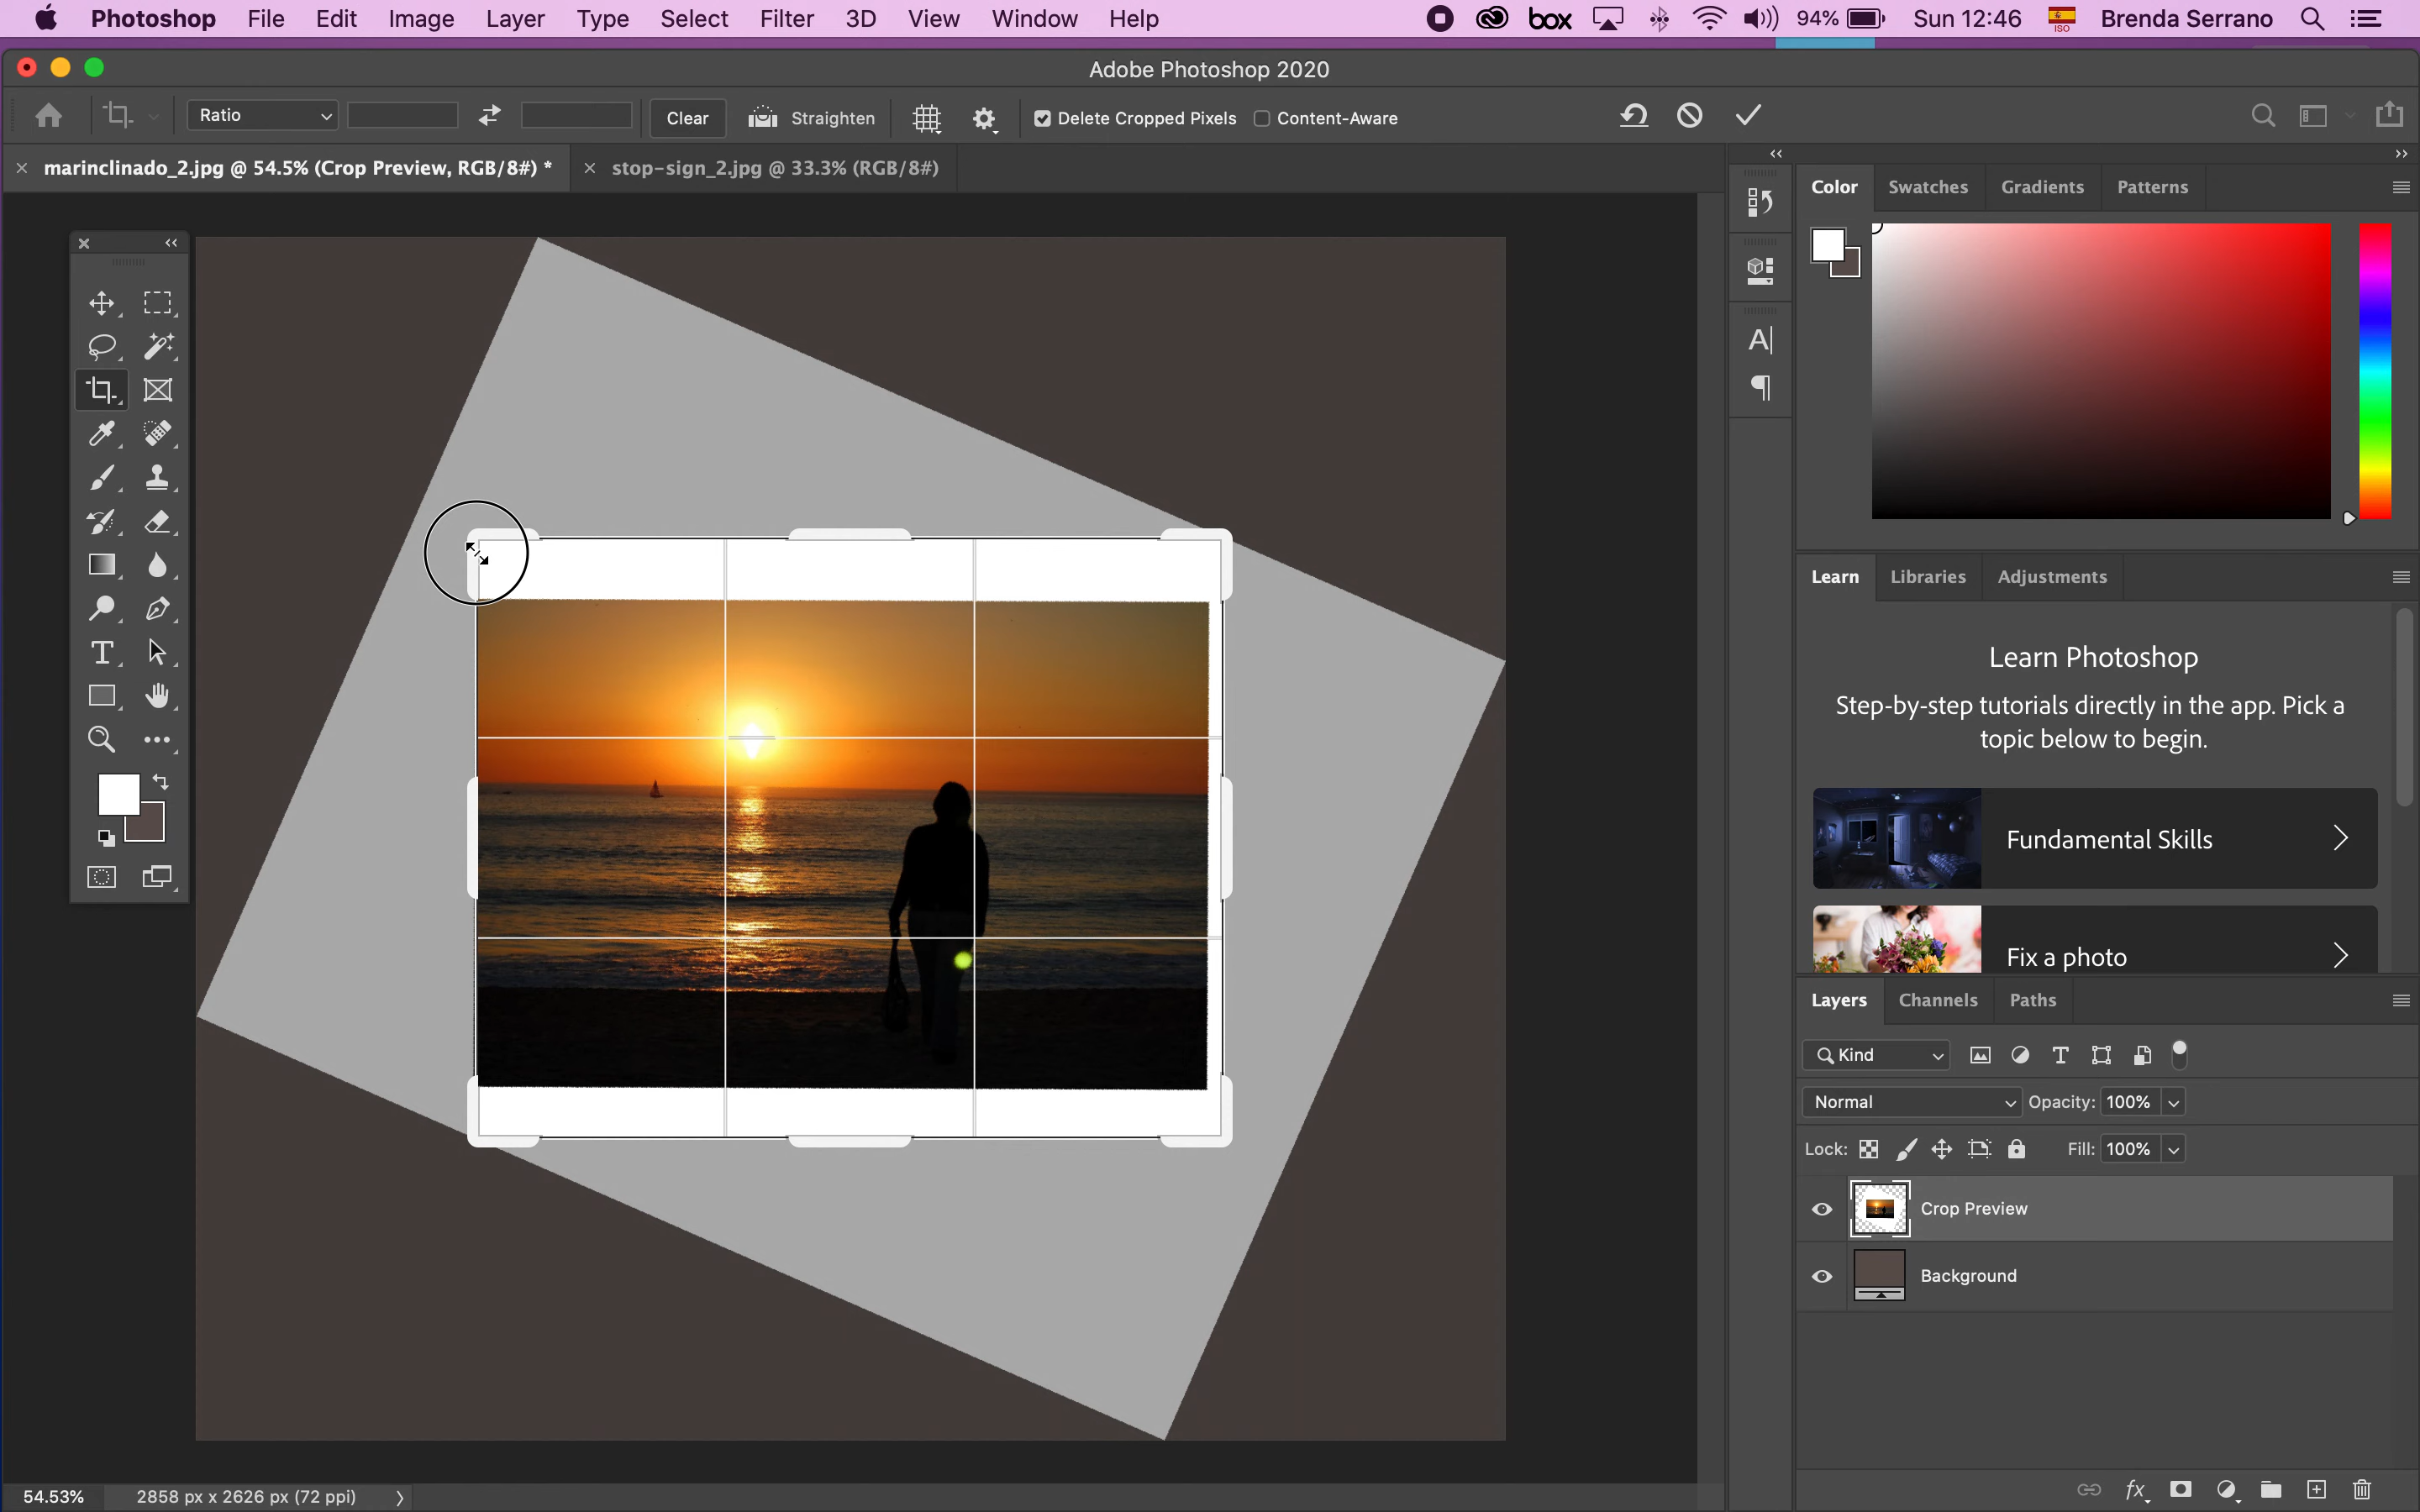 Photoshop File Edit Image Layer Type Select Filter 3D View Window Help box 94% Sun 12:46 ISO Brenda Serrano
Adobe Photoshop 2020
Ratio Clear Straighten Delete Cropped Pixels Content-Aware
marinclinado_2.jpg @ 54.5% (Crop Preview, RGB/8#) * stop-sign_2.jpg @ 33.3% (RGB/8#)
Color Swatches Gradients Patterns
Learn Libraries Adjustments
Learn Photoshop
Step-by-step tutorials directly in the app. Pick a
topic below to begin.
Fundamental Skills
Fix a photo
Layers Channels Paths
Kind
Normal Opacity: 100%
Lock: Fill: 100%
Crop Preview
Background
54.53% 2858 px x 2626 px (72 ppi)